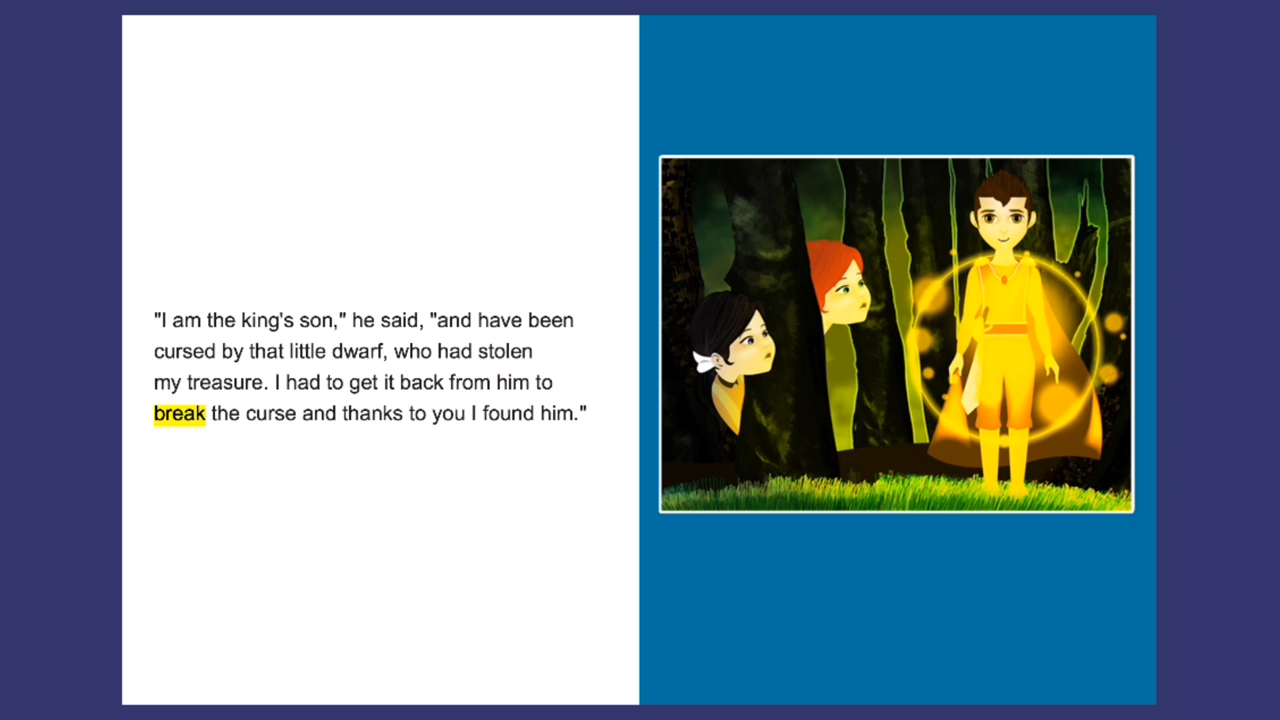 "I am the king's son," he said, "and have been
cursed by that little dwarf, who had stolen
my treasure. I had to get it back from him to
break the curse and thanks to you I found him."